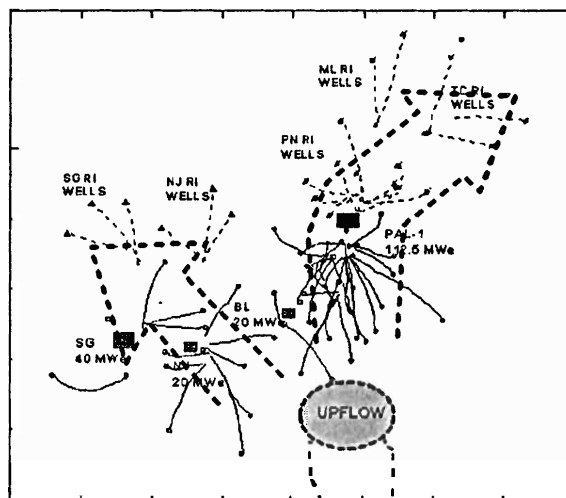 ML RI
WELLS
TC RI
WELLS
PN RI
WELLS
SG RI
WELLS
NJ RI
WELLS
PAL-1
112.5 MWe
BL
20 MWe
SG
40 MWe
NJ
20 MWe
UPFLOW